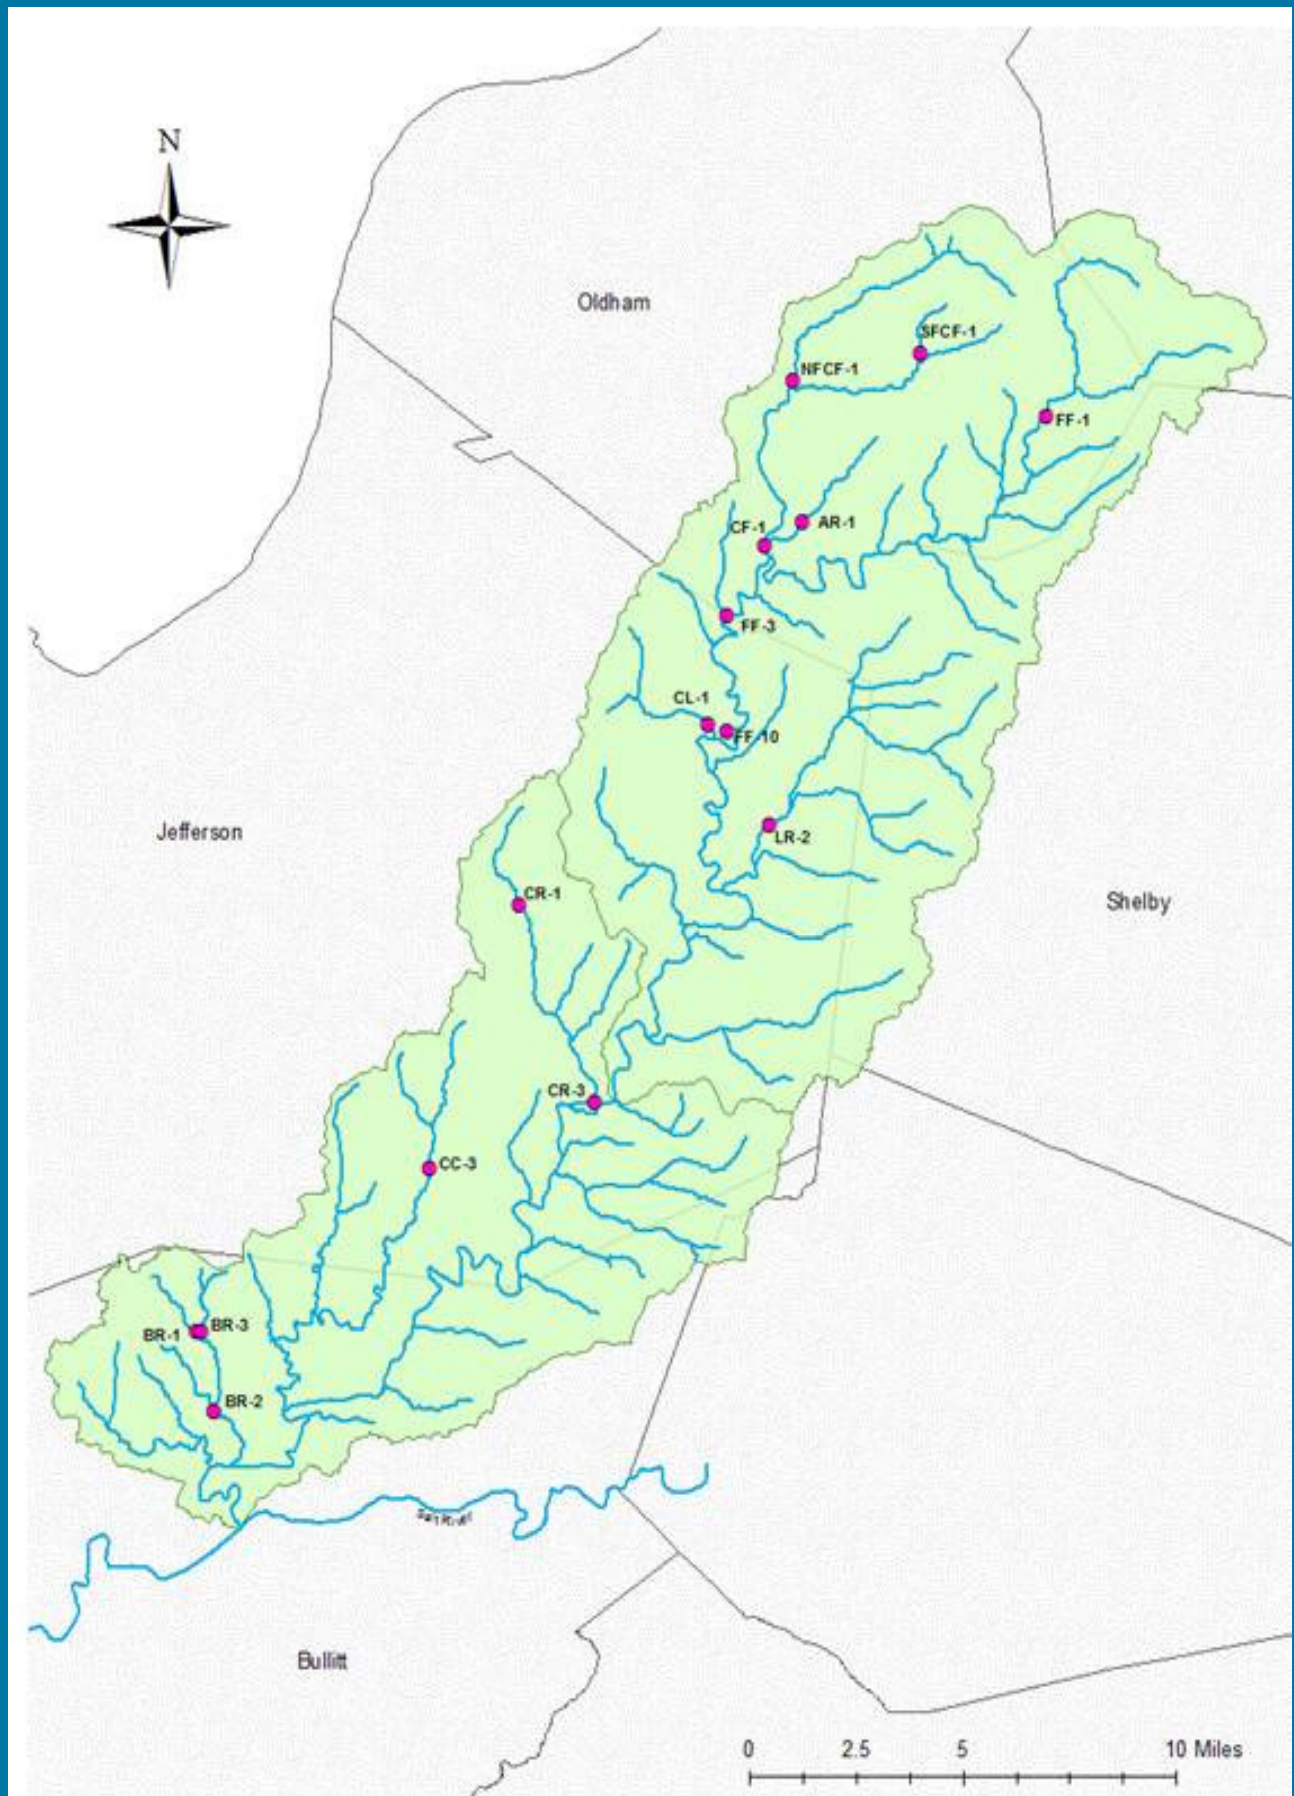 N
Oldham
SFCF-1
NFCF-1
FF-1
AR-1
CF-1
FF-3
CL-1
FF-10
LR-2
Jefferson
CR-1
Shelby
CR-3
CC-3
BR-3
BR-1
BR-2
Salt River
Bullitt
0 2.5 5 10 Miles